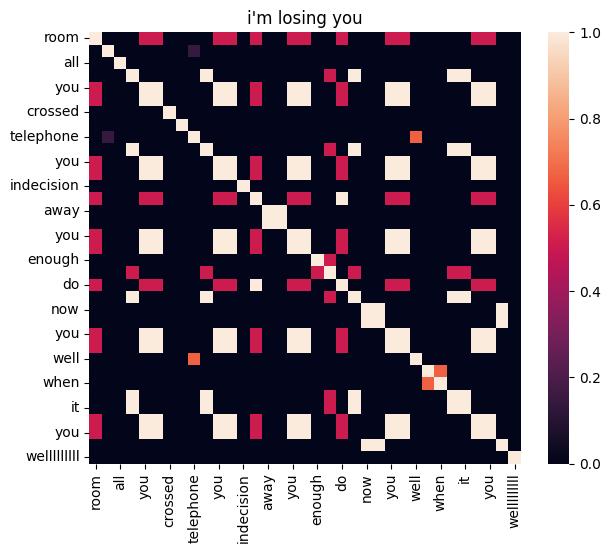 i'm losing you
room
all
you
crossed
telephone
you
indecision
away
you
enough
do
now
you
well
when
it
you
wellllllllll
1.0
0.8
0.6
0.4
0.2
0.0
room
all
you
crossed
telephone
you
indecision
away
you
enough
do
now
you
well
when
it
you
wellllllllll